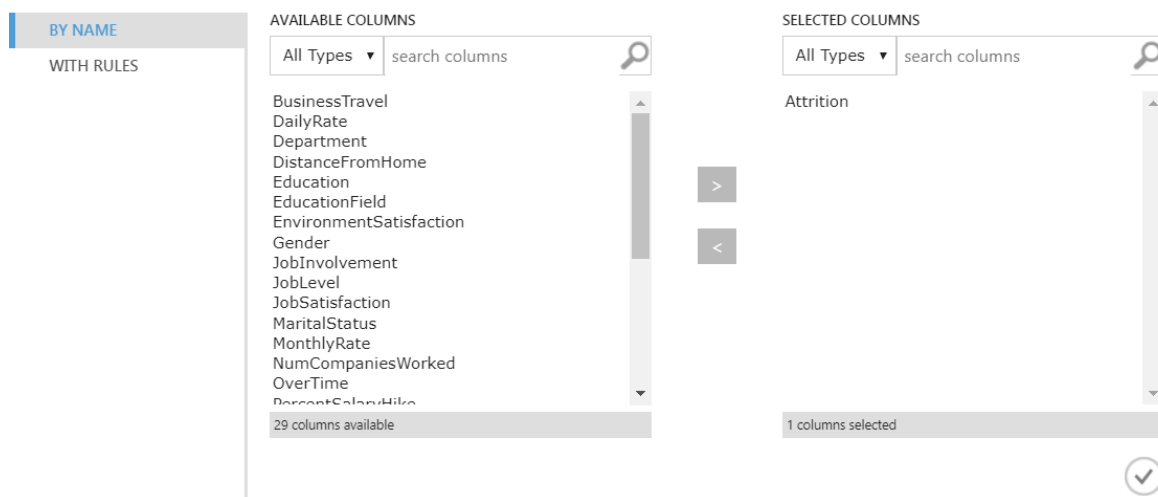 BY NAME
WITH RULES
AVAILABLE COLUMNS
All Types
search columns
BusinessTravel
DailyRate
Department
DistanceFromHome
Education
EducationField
EnvironmentSatisfaction
Gender
JobInvolvement
JobLevel
JobSatisfaction
MaritalStatus
MonthlyRate
NumCompaniesWorked
OverTime
PercentSalaryHike
29 columns available
>
<
SELECTED COLUMNS
All Types
search columns
Attrition
1 columns selected